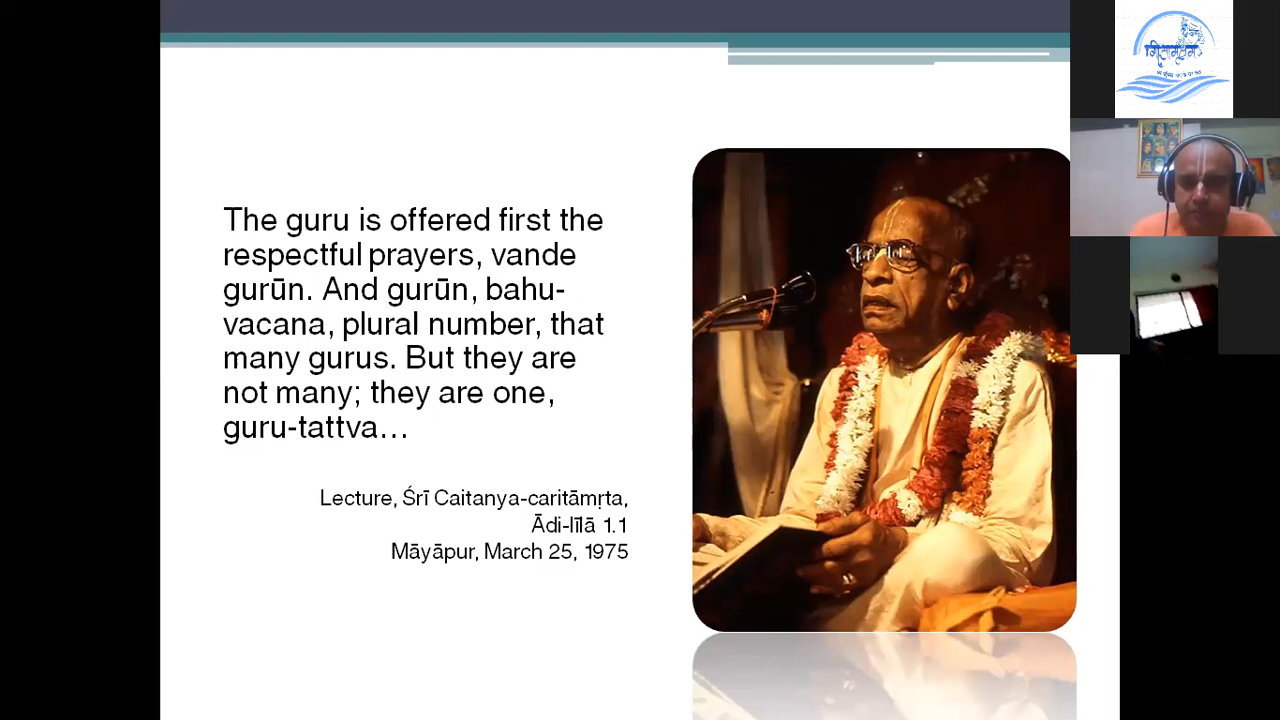 The guru is offered first the
respectful prayers, vande
gurūn. And gurūn, bahu-
vacana, plural number, that
many gurus. But they are
not many; they are one,
guru-tattva…
Lecture, Śrī Caitanya-caritāmṛta,
Ādi-līlā 1.1
Māyāpur, March 25, 1975